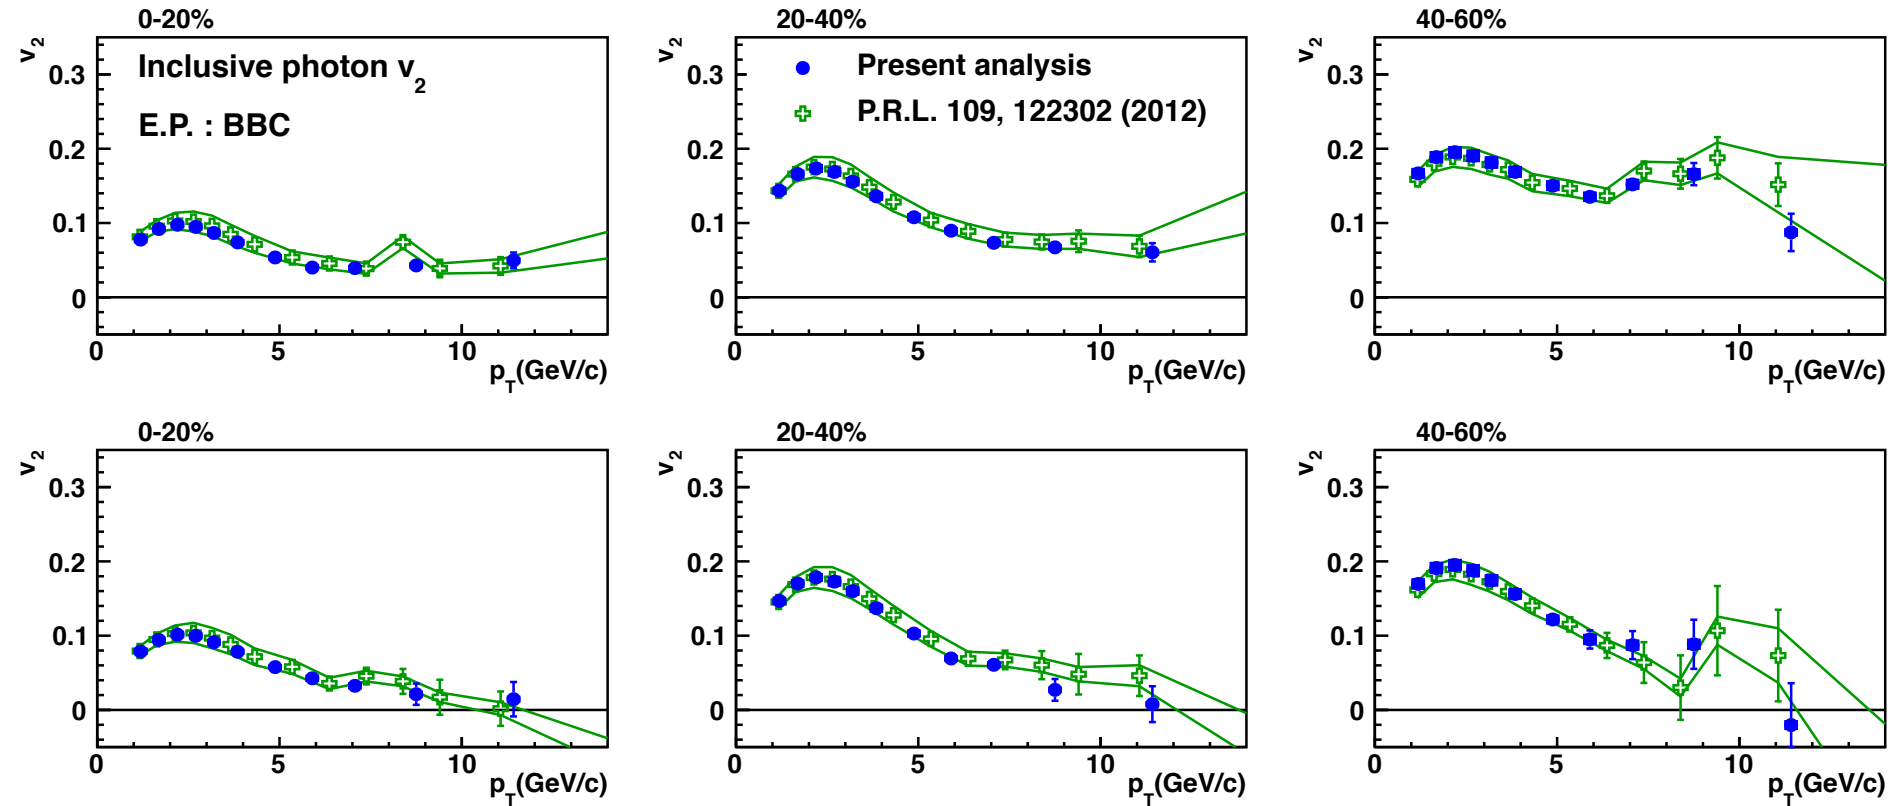 0-20%
v2
0.3
0.2
0.1
0
0 5 10
pT(GeV/c)
Inclusive photon v2
E.P. : BBC
20-40%
v2
0.3
0.2
0.1
0
0 5 10
pT(GeV/c)
Present analysis
P.R.L. 109, 122302 (2012)
40-60%
v2
0.3
0.2
0.1
0
0 5 10
pT(GeV/c)
0-20%
v2
0.3
0.2
0.1
0
0 5 10
pT(GeV/c)
20-40%
v2
0.3
0.2
0.1
0
0 5 10
pT(GeV/c)
40-60%
v2
0.3
0.2
0.1
0
0 5 10
pT(GeV/c)